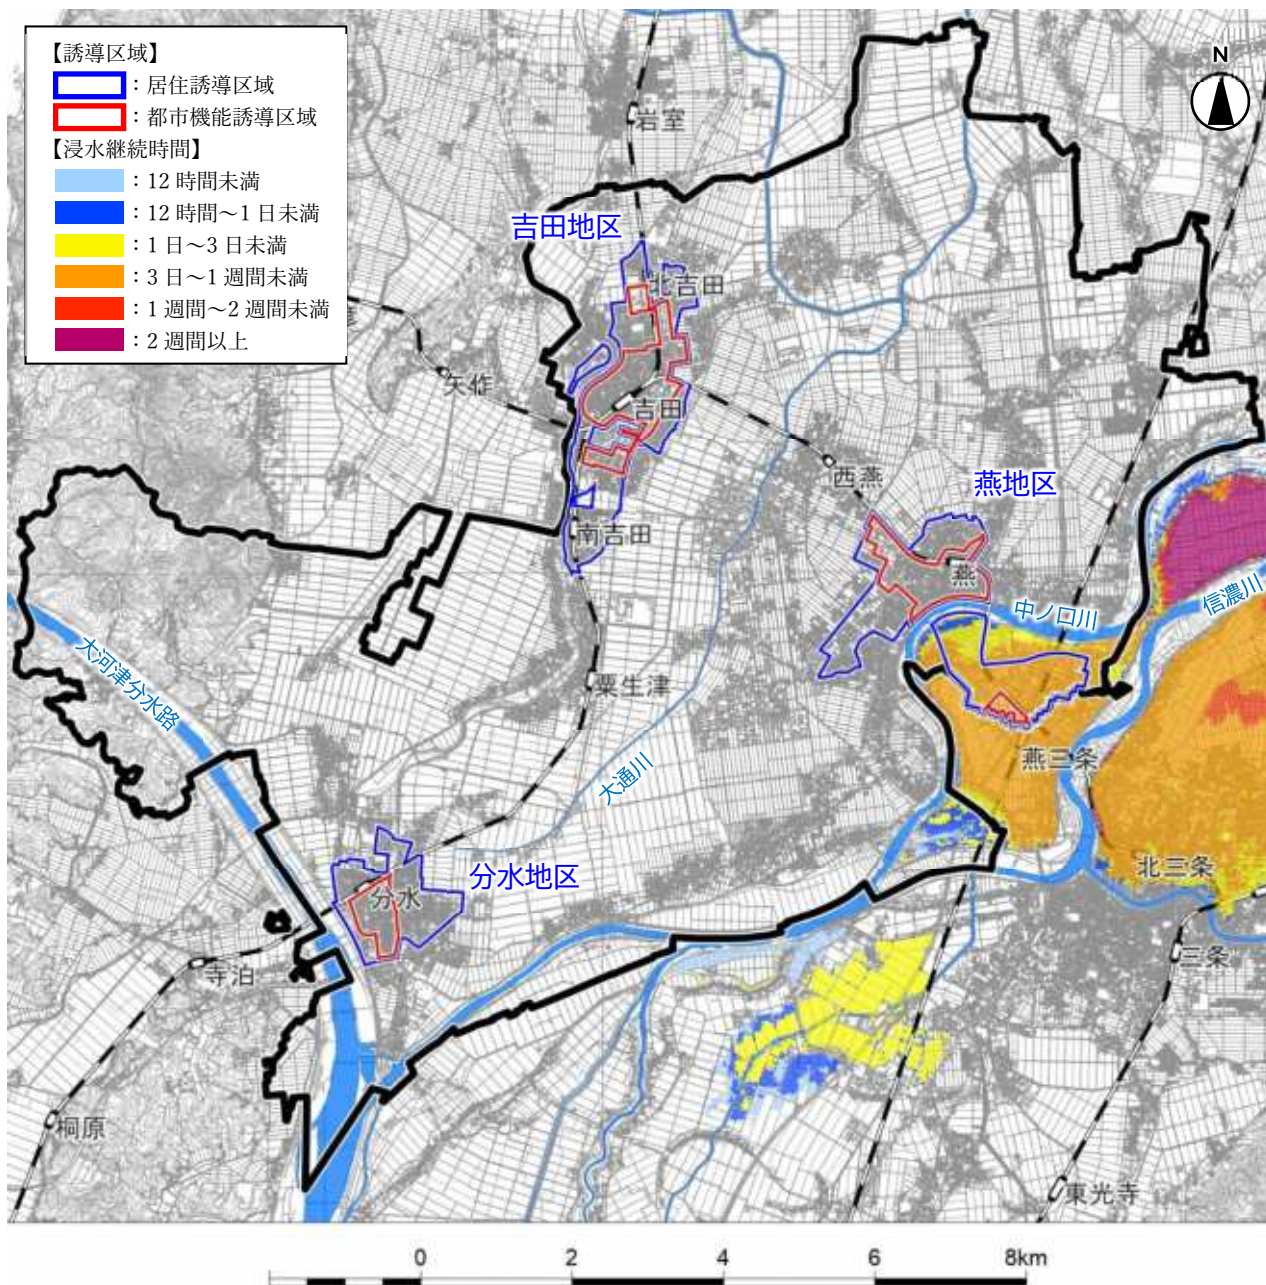 【誘導区域】
：居住誘導区域
：都市機能誘導区域
【浸水継続時間】
：12 時間未満
：12 時間～1 日未満
：1 日～3 日未満
：3 日～1 週間未満
：1 週間～2 週間未満
：2 週間以上
N
岩室
吉田地区
北吉田
矢作
吉田
西燕
燕地区
南吉田
燕
中ノ口川
信濃川
大河津分水路
粟生津
燕三条
大通川
北三条
分水地区
分水
三条
寺泊
桐原
東光寺
0 2 4 6 8km